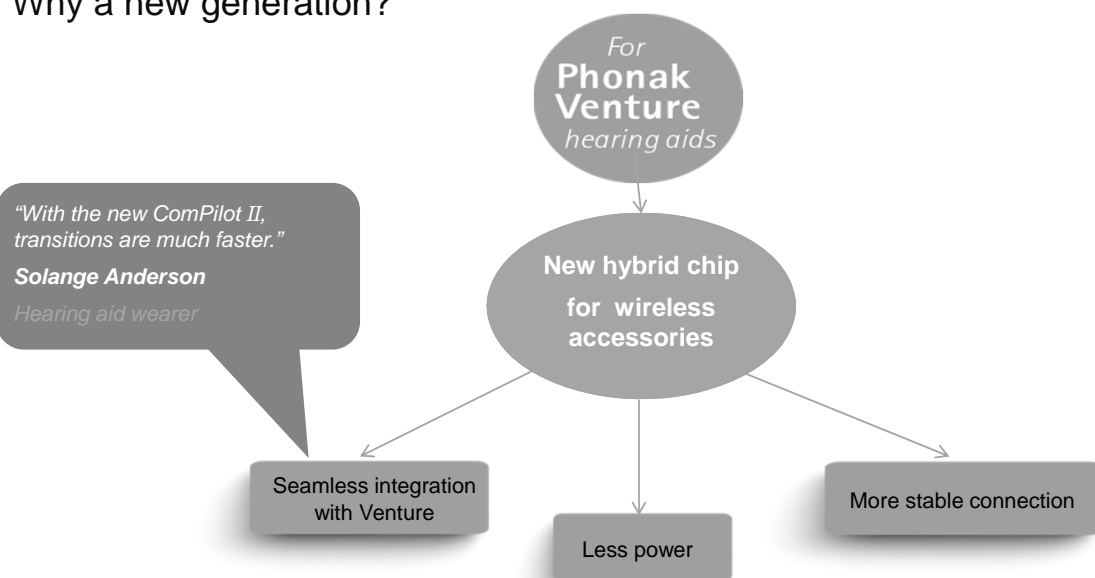 Why a new generation?
For
Phonak
Venture
hearing aids
“With the new ComPilot II,
transitions are much faster.”
Solange Anderson
Hearing aid wearer
New hybrid chip
for wireless
accessories
Seamless integration
with Venture
Less power
More stable connection